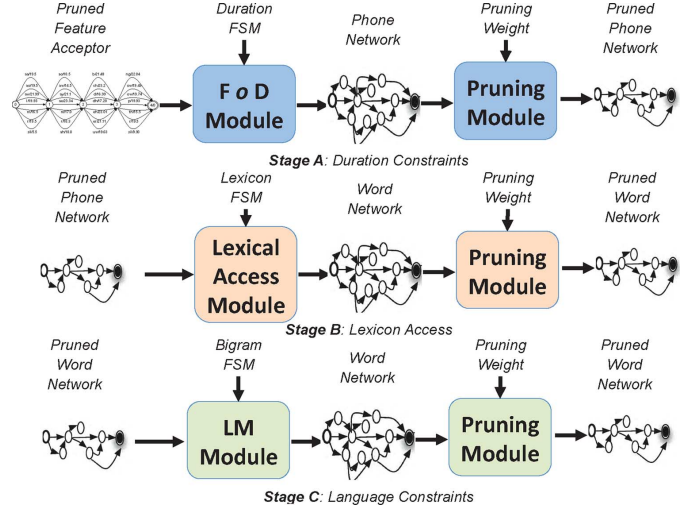 Pruned
Feature
Acceptor
Duration
FSM
Phone
Network
Pruning
Weight
Pruned
Phone
Network
F o D
Module
Pruning
Module
Stage A: Duration Constraints
Pruned
Phone
Network
Lexicon
FSM
Word
Network
Pruning
Weight
Pruned
Word
Network
Lexical
Access
Module
Pruning
Module
Stage B: Lexicon Access
Pruned
Word
Network
Bigram
FSM
Word
Network
Pruning
Weight
Pruned
Word
Network
LM
Module
Pruning
Module
Stage C: Language Constraints